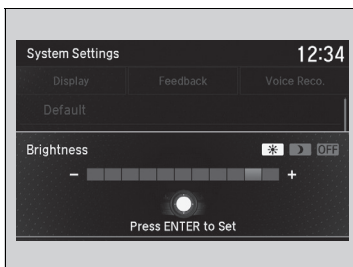 System Settings 12:34
Display Feedback Voice Reco.
Default
Brightness OFF
– +
Press ENTER to Set